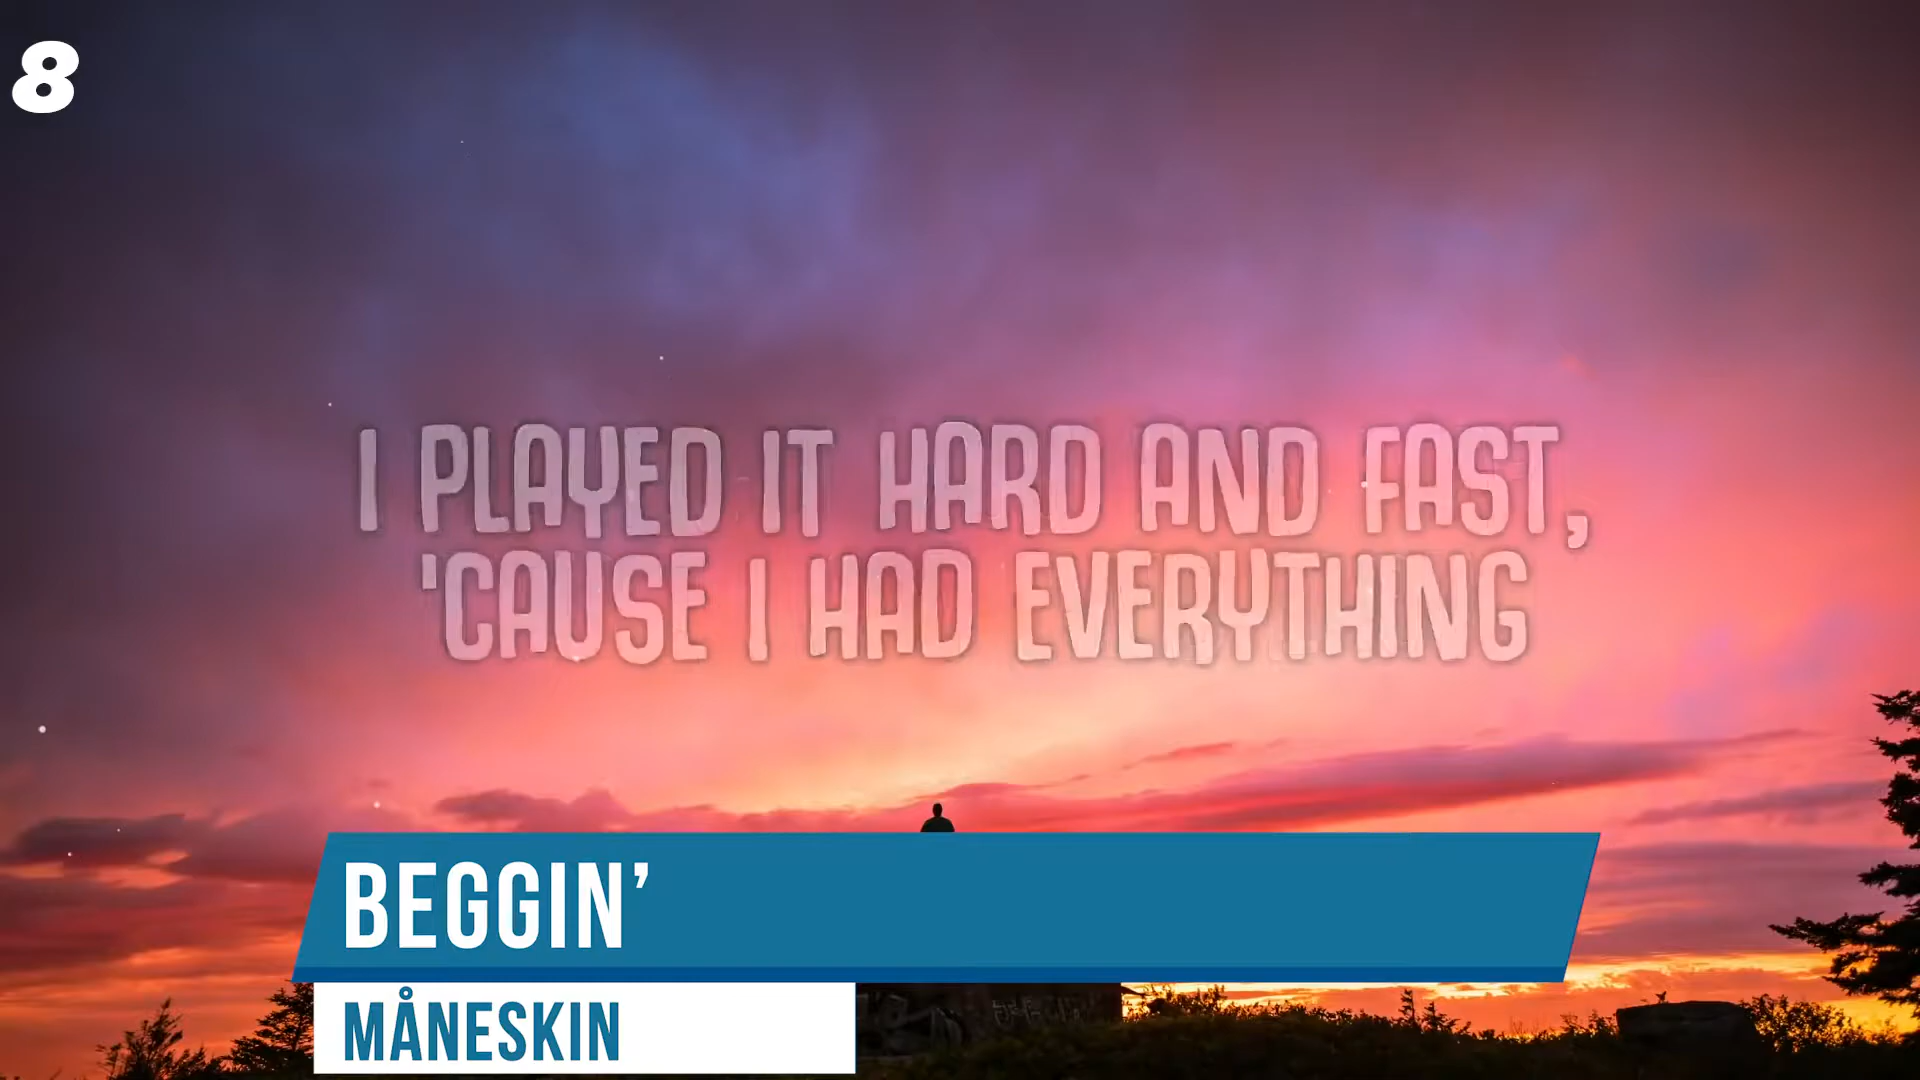 8
I PLAYED IT HARD AND FAST,
'CAUSE I HAD EVERYTHING
BEGGIN’
MÅNESKIN